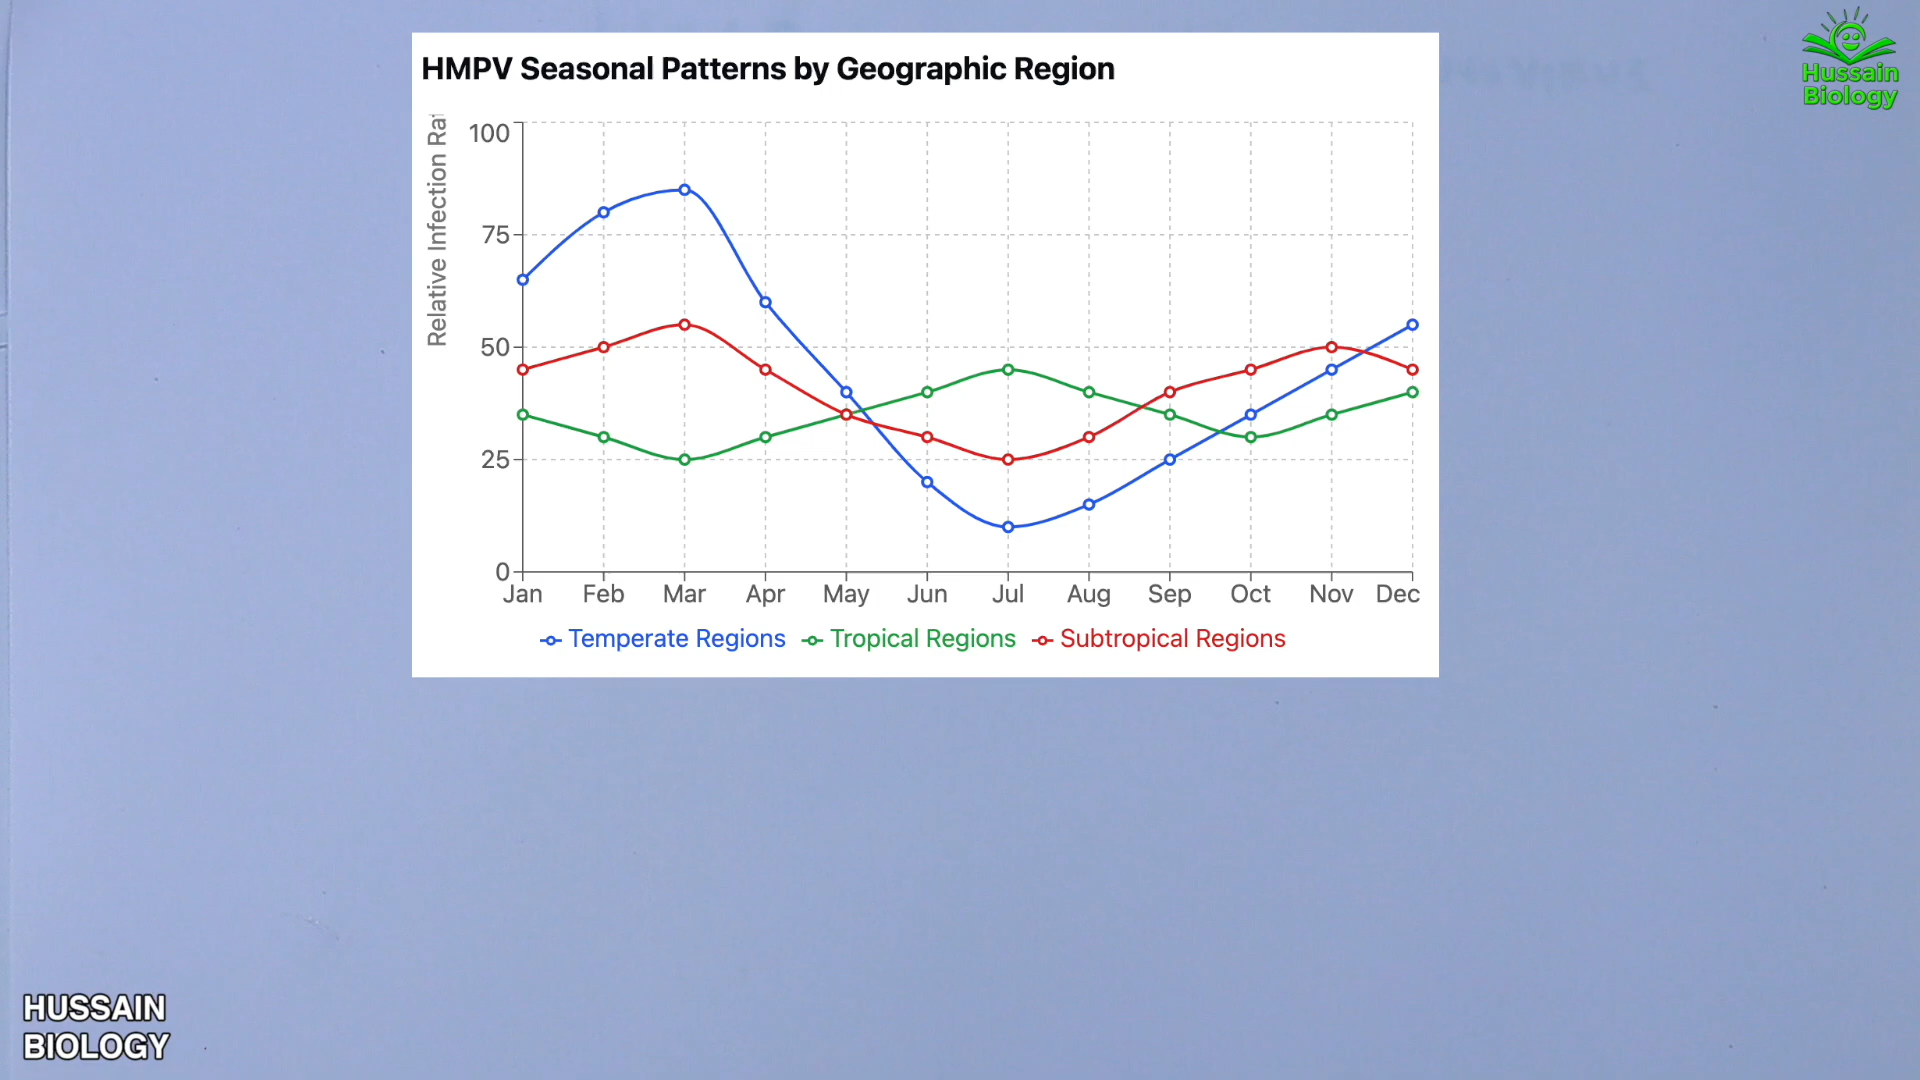 HMPV Seasonal Patterns by Geographic Region
Relative Infection Ra
100
75
50
25
0
Jan Feb Mar Apr May Jun Jul Aug Sep Oct Nov Dec
Temperate Regions Tropical Regions Subtropical Regions
Hussain
Biology
HUSSAIN
BIOLOGY